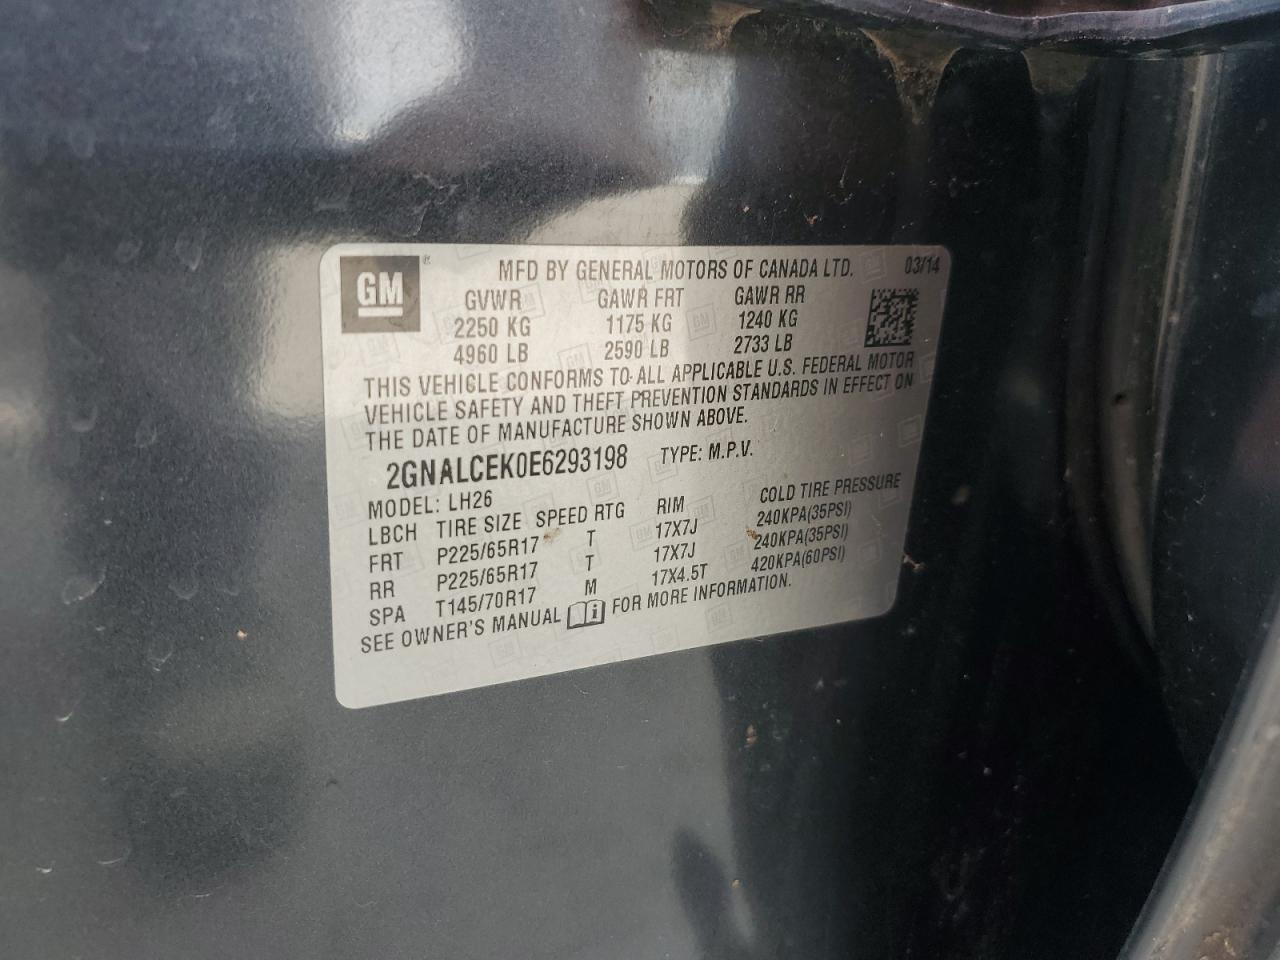 GM ®
MFD BY GENERAL MOTORS OF CANADA LTD. 03/14
GVWR GAWR FRT GAWR RR
2250 KG 1175 KG 1240 KG
4960 LB 2590 LB 2733 LB
THIS VEHICLE CONFORMS TO ALL APPLICABLE U.S. FEDERAL MOTOR
VEHICLE SAFETY AND THEFT PREVENTION STANDARDS IN EFFECT ON
THE DATE OF MANUFACTURE SHOWN ABOVE.
2GNALCEK0E6293198 TYPE: M.P.V.
MODEL: LH26
LBCH TIRE SIZE SPEED RTG RIM COLD TIRE PRESSURE
FRT P225/65R17 T 17X7J 240KPA(35PSI)
RR P225/65R17 T 17X7J 240KPA(35PSI)
SPA T145/70R17 M 17X4.5T 420KPA(60PSI)
SEE OWNER'S MANUAL i FOR MORE INFORMATION.